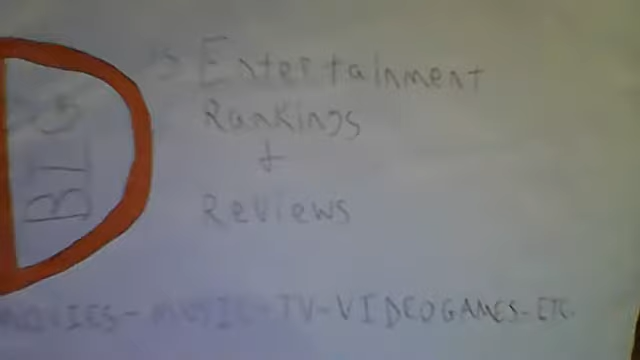 Entertainment
Rankings
+
Reviews
MOVIES-MUSIC-TV-VIDEOGAMES-ETC.